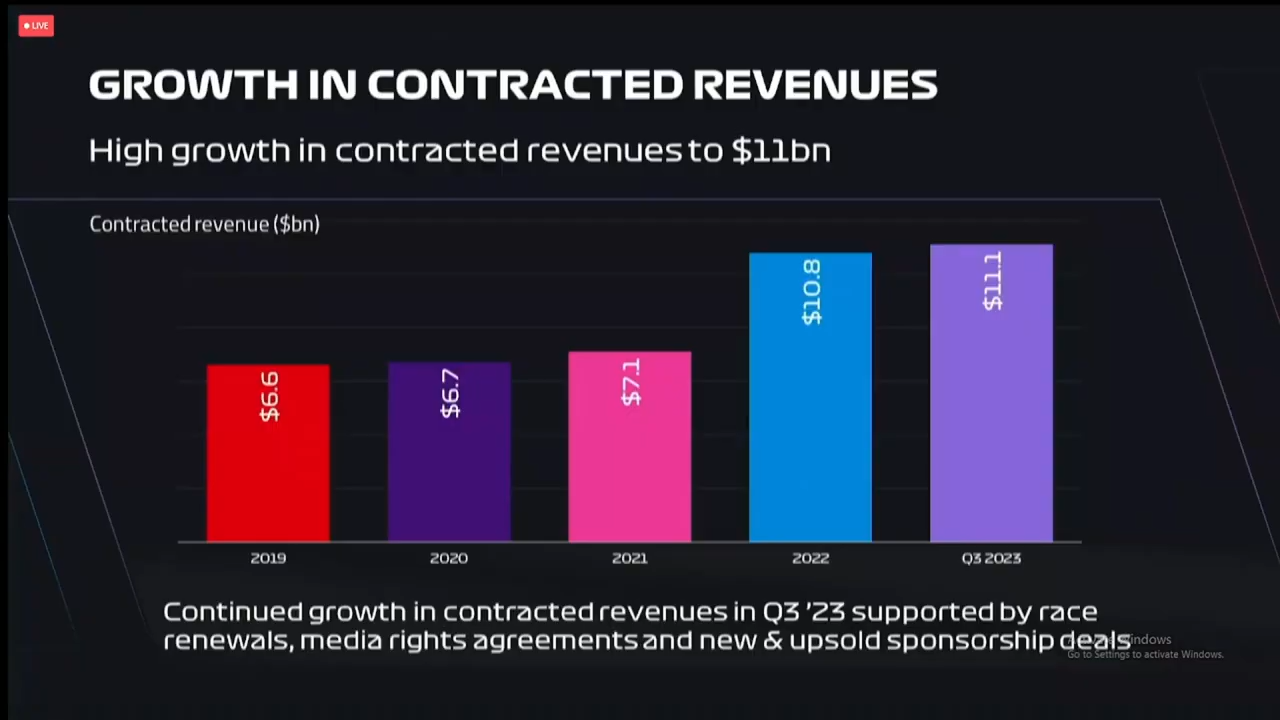 LIVE
GROWTH IN CONTRACTED REVENUES
High growth in contracted revenues to $11bn
Contracted revenue ($bn)
$6.6
$6.7
$7.1
$10.8
$11.1
2019
2020
2021
2022
Q3 2023
Continued growth in contracted revenues in Q3 '23 supported by race
renewals, media rights agreements and new & upsold sponsorship deals
Activate Windows
Go to Settings to activate Windows.